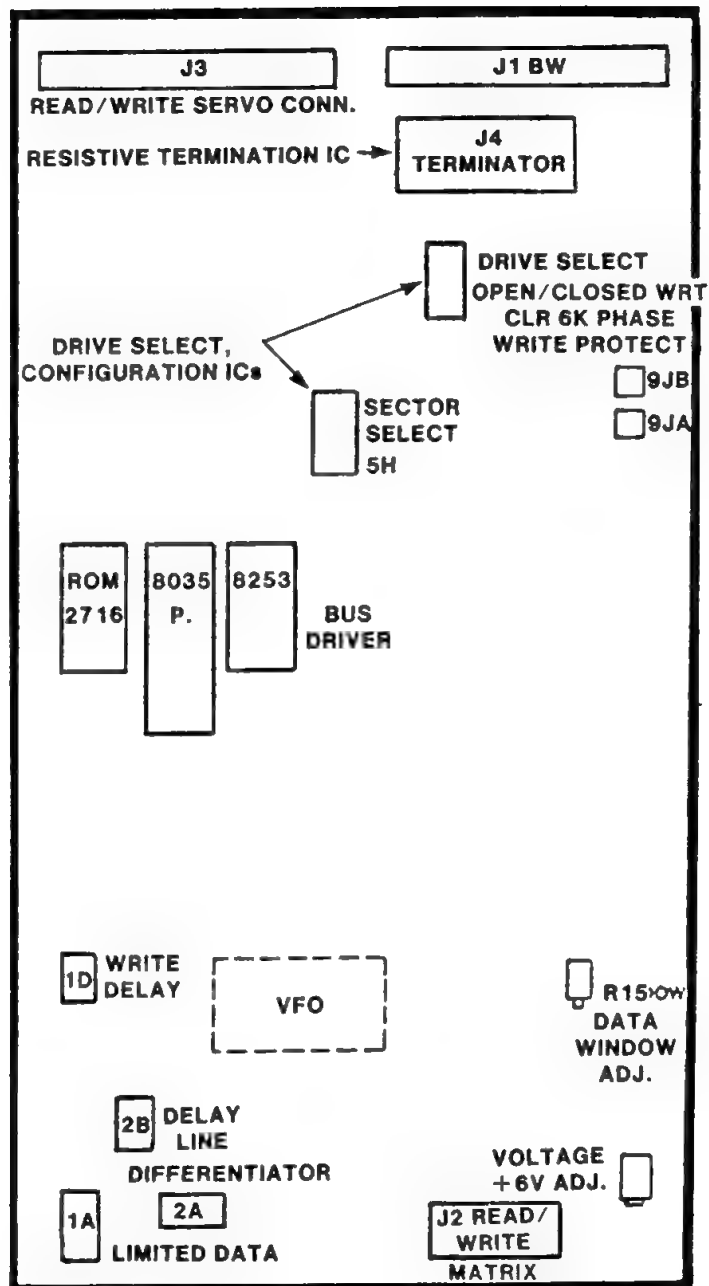 J3
J1 BW
READ/WRITE SERVO CONN.
RESISTIVE TERMINATION IC
J4
TERMINATOR
DRIVE SELECT
OPEN/CLOSED WRT
CLR 6K PHASE
WRITE PROTECT
DRIVE SELECT,
CONFIGURATION ICs
9JB
9JA
SECTOR
SELECT
5H
ROM
2716
8035
P.
8253
BUS
DRIVER
1D
WRITE
DELAY
VFO
DATA
WINDOW
ADJ.
2B
DELAY
LINE
DIFFERENTIATOR
2A
1A
LIMITED DATA
VOLTAGE
+6V ADJ.
J2 READ/
WRITE
MATRIX